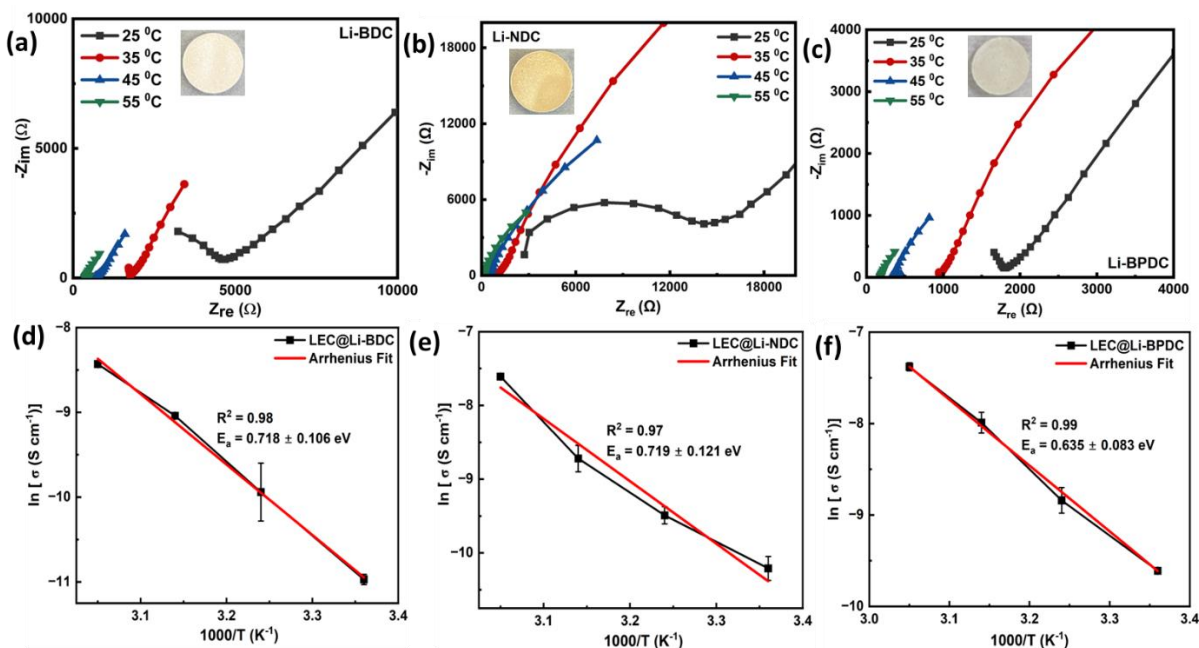 (a)
Li-BDC
25 ⁰C
35 ⁰C
45 ⁰C
55 ⁰C
10000
5000
0
0
5000
10000
-Zim (Ω)
Zre (Ω)
(b)
Li-NDC
25 ⁰C
35 ⁰C
45 ⁰C
55 ⁰C
18000
12000
6000
0
0
6000
12000
18000
-Zim (Ω)
Zre (Ω)
(c)
25 ⁰C
35 ⁰C
45 ⁰C
55 ⁰C
Li-BPDC
4000
3000
2000
1000
0
0
1000
2000
3000
4000
-Zim (Ω)
Zre (Ω)
(d)
LEC@Li-BDC
Arrhenius Fit
R² = 0.98
Ea = 0.718 ± 0.106 eV
-8
-9
-10
-11
3.1
3.2
3.3
3.4
ln [ σ (S cm⁻¹)]
1000/T (K⁻¹)
(e)
LEC@Li-NDC
Arrhenius Fit
R² = 0.97
Ea = 0.719 ± 0.121 eV
-7
-8
-9
-10
3.1
3.2
3.3
3.4
ln [ σ (S cm⁻¹)]
1000/T (K⁻¹)
(f)
LEC@Li-BPDC
Arrhenius Fit
R² = 0.99
Ea = 0.635 ± 0.083 eV
-7
-8
-9
-10
3.0
3.1
3.2
3.3
3.4
ln [ σ (S cm⁻¹)]
1000/T (K⁻¹)